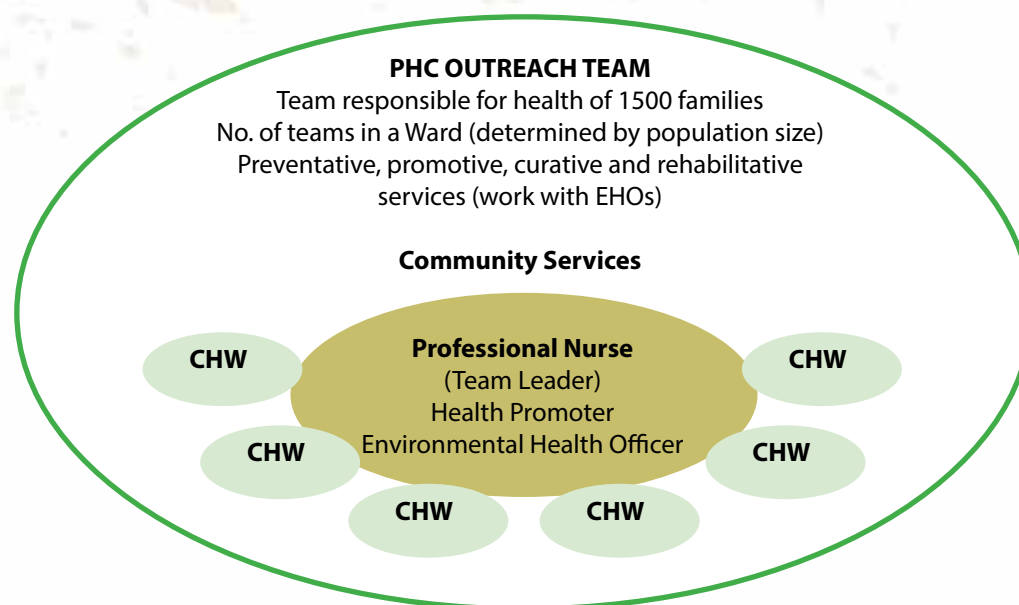 PHC OUTREACH TEAM
Team responsible for health of 1500 families
No. of teams in a Ward (determined by population size)
Preventative, promotive, curative and rehabilitative
services (work with EHOs)
Community Services
Professional Nurse
(Team Leader)
Health Promoter
Environmental Health Officer
CHW
CHW
CHW
CHW
CHW
CHW